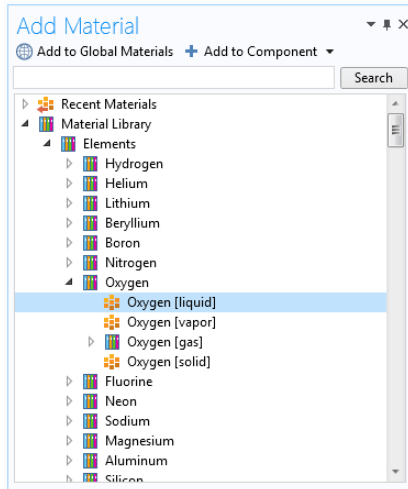 Add Material
Add to Global Materials Add to Component
Search
Recent Materials
Material Library
Elements
Hydrogen
Helium
Lithium
Beryllium
Boron
Nitrogen
Oxygen
Oxygen [liquid]
Oxygen [vapor]
Oxygen [gas]
Oxygen [solid]
Fluorine
Neon
Sodium
Magnesium
Aluminum
Silicon